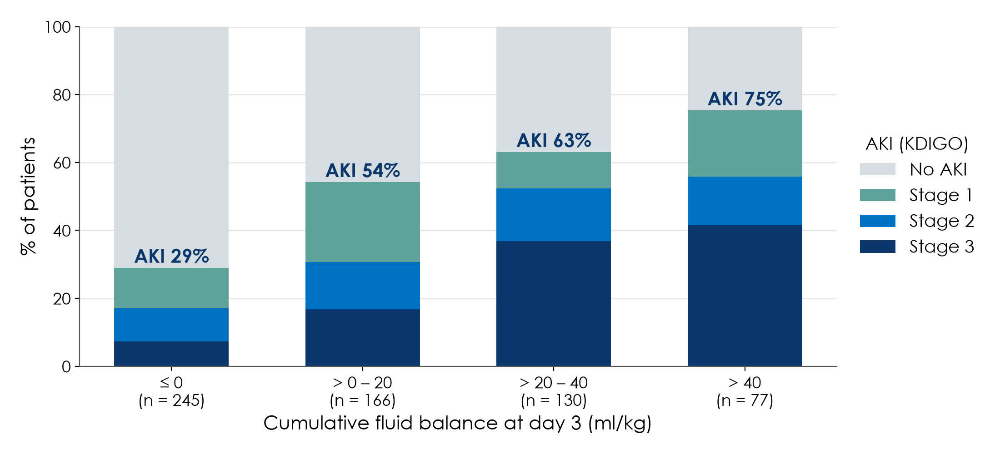 100
80
60
40
20
0
% of patients
AKI 29%
AKI 54%
AKI 63%
AKI 75%
≤ 0
(n = 245)
> 0 – 20
(n = 166)
> 20 – 40
(n = 130)
> 40
(n = 77)
Cumulative fluid balance at day 3 (ml/kg)
AKI (KDIGO)
No AKI
Stage 1
Stage 2
Stage 3